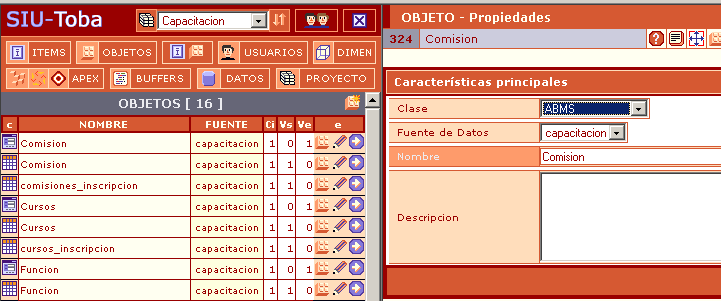 SIU-Toba
Capacitacion
ITEMS OBJETOS USUARIOS DIMEN
APEX BUFFERS DATOS PROYECTO
OBJETOS [ 16 ]
c NOMBRE FUENTE Ci Vs Ve e
Comision capacitacion 1 0 1
Comision capacitacion 1 1 0
comisiones_inscripcion capacitacion 1 1 0
Cursos capacitacion 1 0 1
Cursos capacitacion 1 1 0
cursos_inscripcion capacitacion 1 1 0
Funcion capacitacion 1 0 1
Funcion capacitacion 1 1 0
OBJETO - Propiedades
324 Comision
Características principales
Clase ABMS
Fuente de Datos capacitacion
Nombre Comision
Descripcion